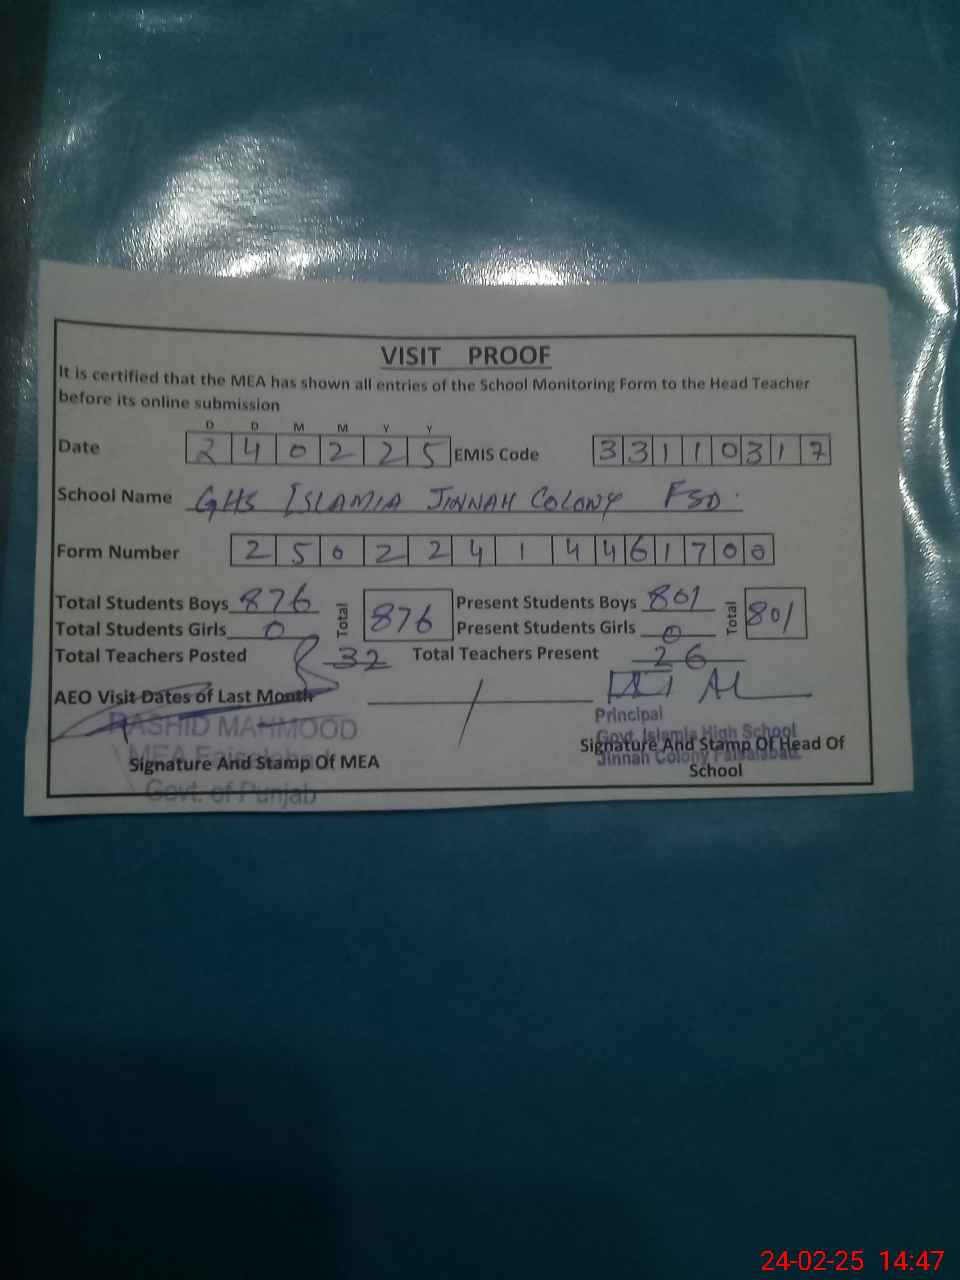 VISIT PROOF
It is certified that the MEA has shown all entries of the School Monitoring Form to the Head Teacher
before its online submission
D D M M Y Y
Date 2 4 0 2 2 5 EMIS Code 3 3 1 1 0 3 1 7
School Name GHS ISLAMIA JINNAH COLONY FSD.
Form Number 2 5 0 2 2 4 1 4 4 6 1 7 0 0
Total Students Boys 876 Total 876 Present Students Boys 801 Total 801
Total Students Girls 0 Present Students Girls 0
Total Teachers Posted 32 Total Teachers Present 26
AEO Visit Dates of Last Month /
RASHID MAHMOOD
MEA Faisalabad
Govt. of Punjab
Signature And Stamp Of MEA
Principal
Govt. Islamia High School
Jinnah Colony Faisalabad.
Signature And Stamp Of Head Of
School
24-02-25 14:47